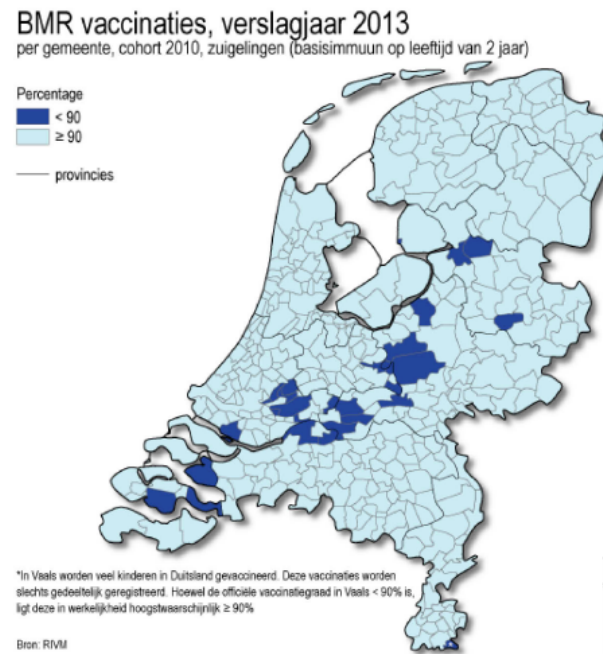 BMR vaccinaties, verslagjaar 2013
per gemeente, cohort 2010, zuigelingen (basisimmuun op leeftijd van 2 jaar)
Percentage
< 90
≥ 90
provincies
*In Vaals worden veel kinderen in Duitsland gevaccineerd. Deze vaccinaties worden
slechts gedeeltelijk geregistreerd. Hoewel de officiële vaccinatiegraad in Vaals < 90% is,
ligt deze in werkelijkheid hoogstwaarschijnlijk ≥ 90%
Bron: RIVM